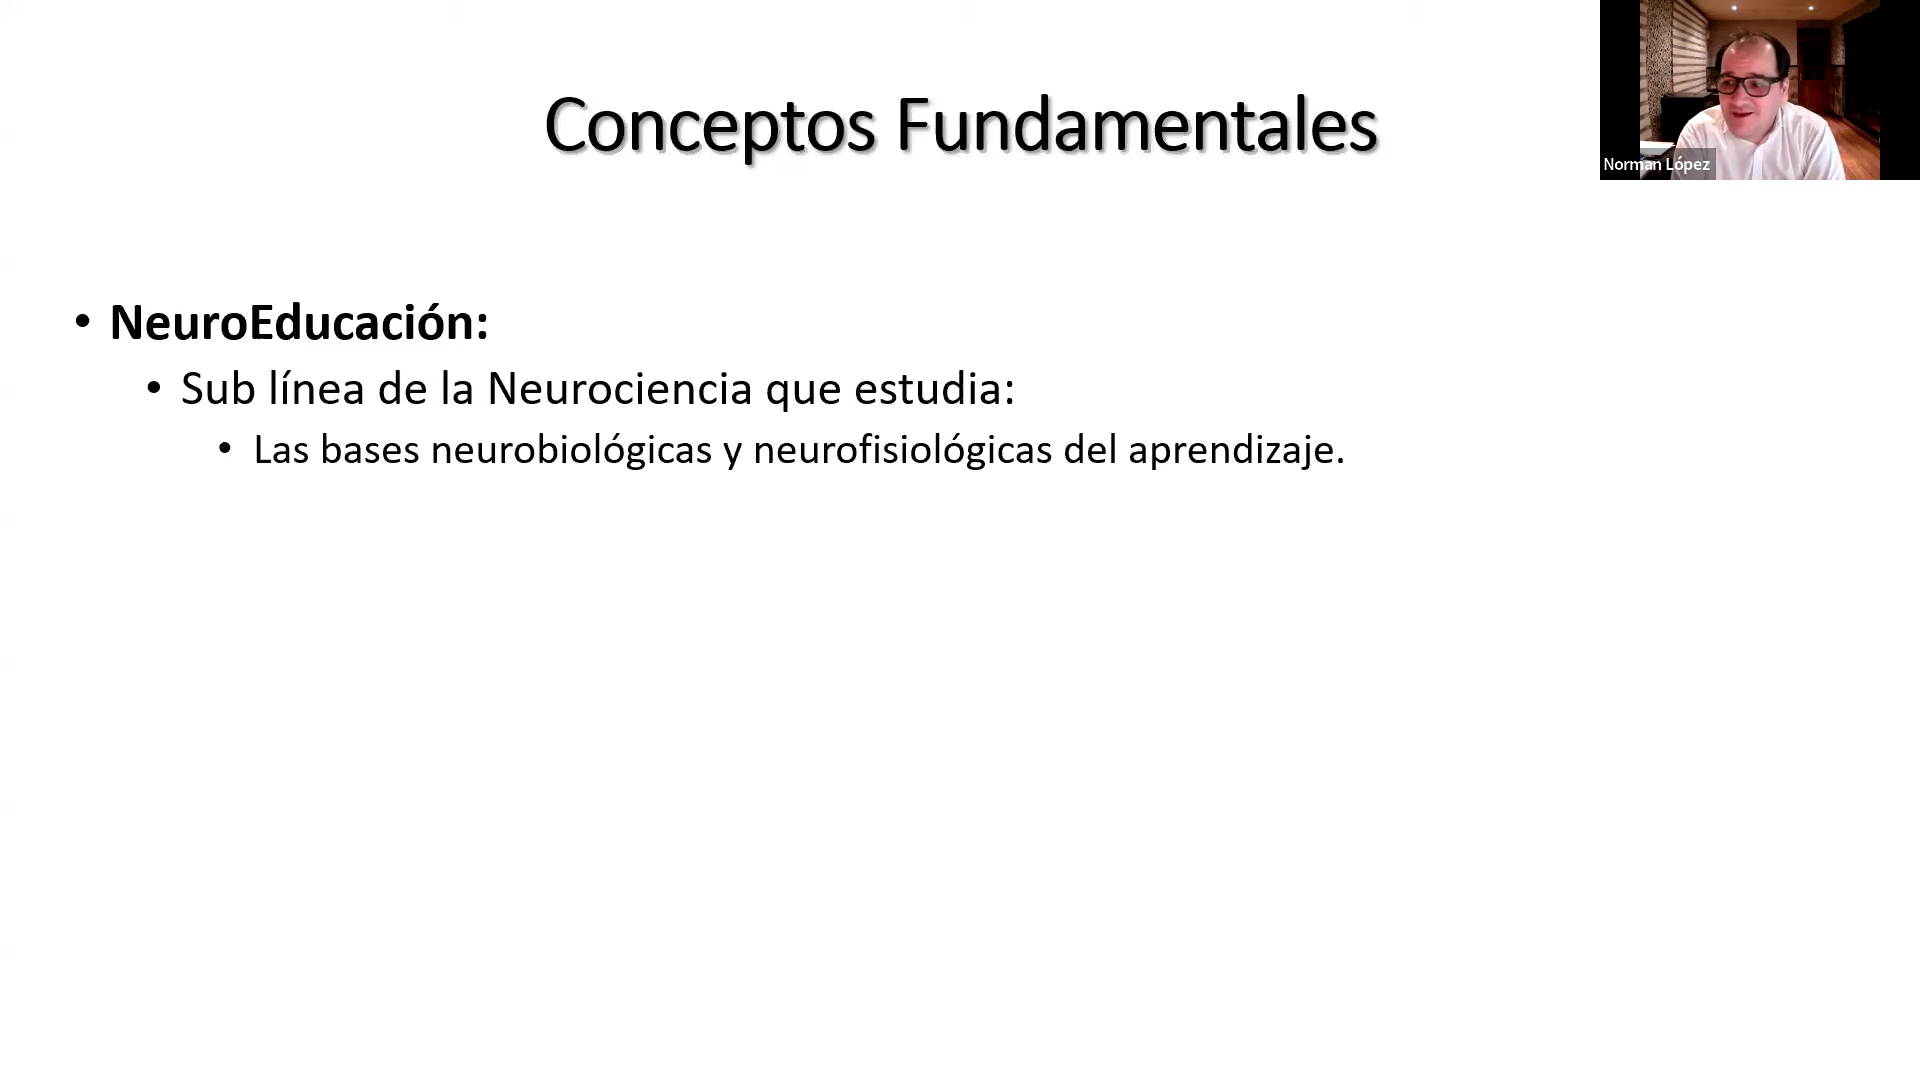 Conceptos Fundamentales
Norman López
• NeuroEducación:
• Sub línea de la Neurociencia que estudia:
• Las bases neurobiológicas y neurofisiológicas del aprendizaje.